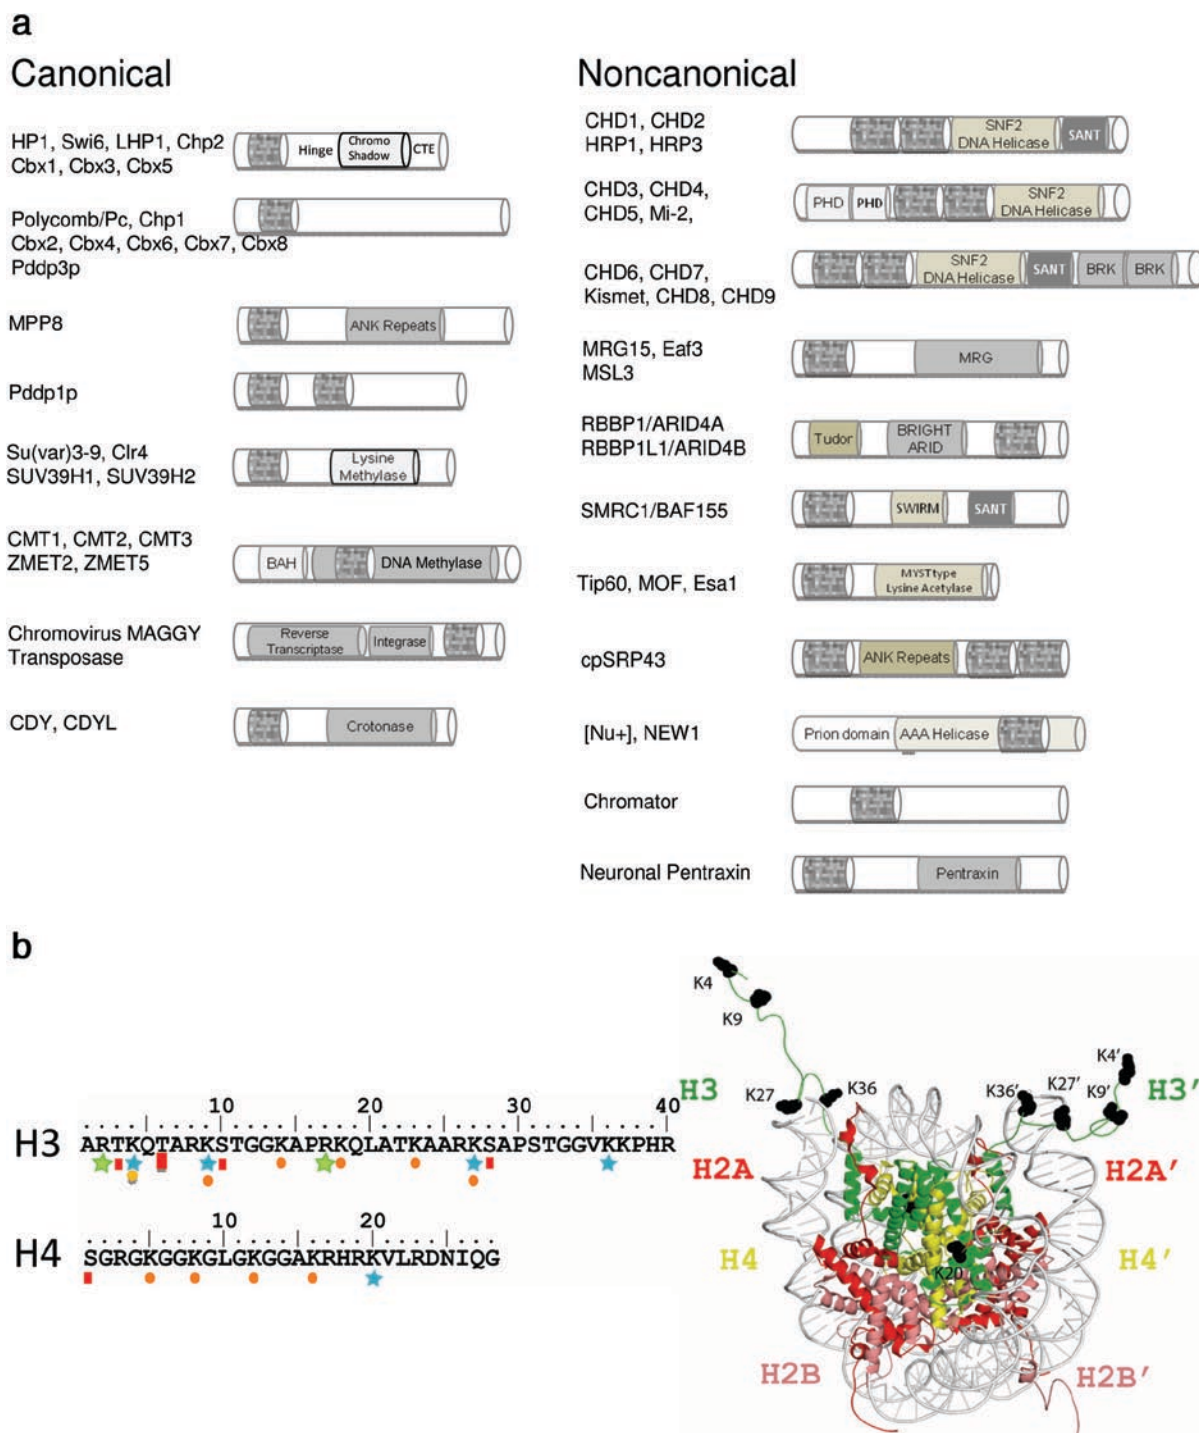 a
Canonical
HP1, Swi6, LHP1, Chp2
Cbx1, Cbx3, Cbx5
Hinge
Chromo
Shadow
CTE
Polycomb/Pc, Chp1
Cbx2, Cbx4, Cbx6, Cbx7, Cbx8
Pddp3p
MPP8
ANK Repeats
Pddp1p
Su(var)3-9, Clr4
SUV39H1, SUV39H2
Lysine
Methylase
CMT1, CMT2, CMT3
ZMET2, ZMET5
BAH
DNA Methylase
Chromovirus MAGGY
Transposase
Reverse
Transcriptase
Integrase
CDY, CDYL
Crotonase
Noncanonical
CHD1, CHD2
HRP1, HRP3
SNF2
DNA Helicase
SANT
CHD3, CHD4,
CHD5, Mi-2,
PHD
PHD
SNF2
DNA Helicase
CHD6, CHD7,
Kismet, CHD8, CHD9
SNF2
DNA Helicase
SANT
BRK
BRK
MRG15, Eaf3
MSL3
MRG
RBBP1/ARID4A
RBBP1L1/ARID4B
Tudor
BRIGHT
ARID
SMRC1/BAF155
SWIRM
SANT
Tip60, MOF, Esa1
MYST type
Lysine Acetylase
cpSRP43
ANK Repeats
[Nu+], NEW1
Prion domain
AAA Helicase
Chromator
Neuronal Pentraxin
Pentraxin
b
10 20 30 40
H3 ARTKQTARKSTGGKAPRKQLATKAARKSAPSTGGVKKPHR
10 20
H4 SGRGKGGKGLGKGGAKRHRKVLRDNIQG
K4
K9
K27
K36
K36'
K27'
K9'
K4'
H3
H3'
H2A
H2A'
H4
K20
H4'
H2B
H2B'